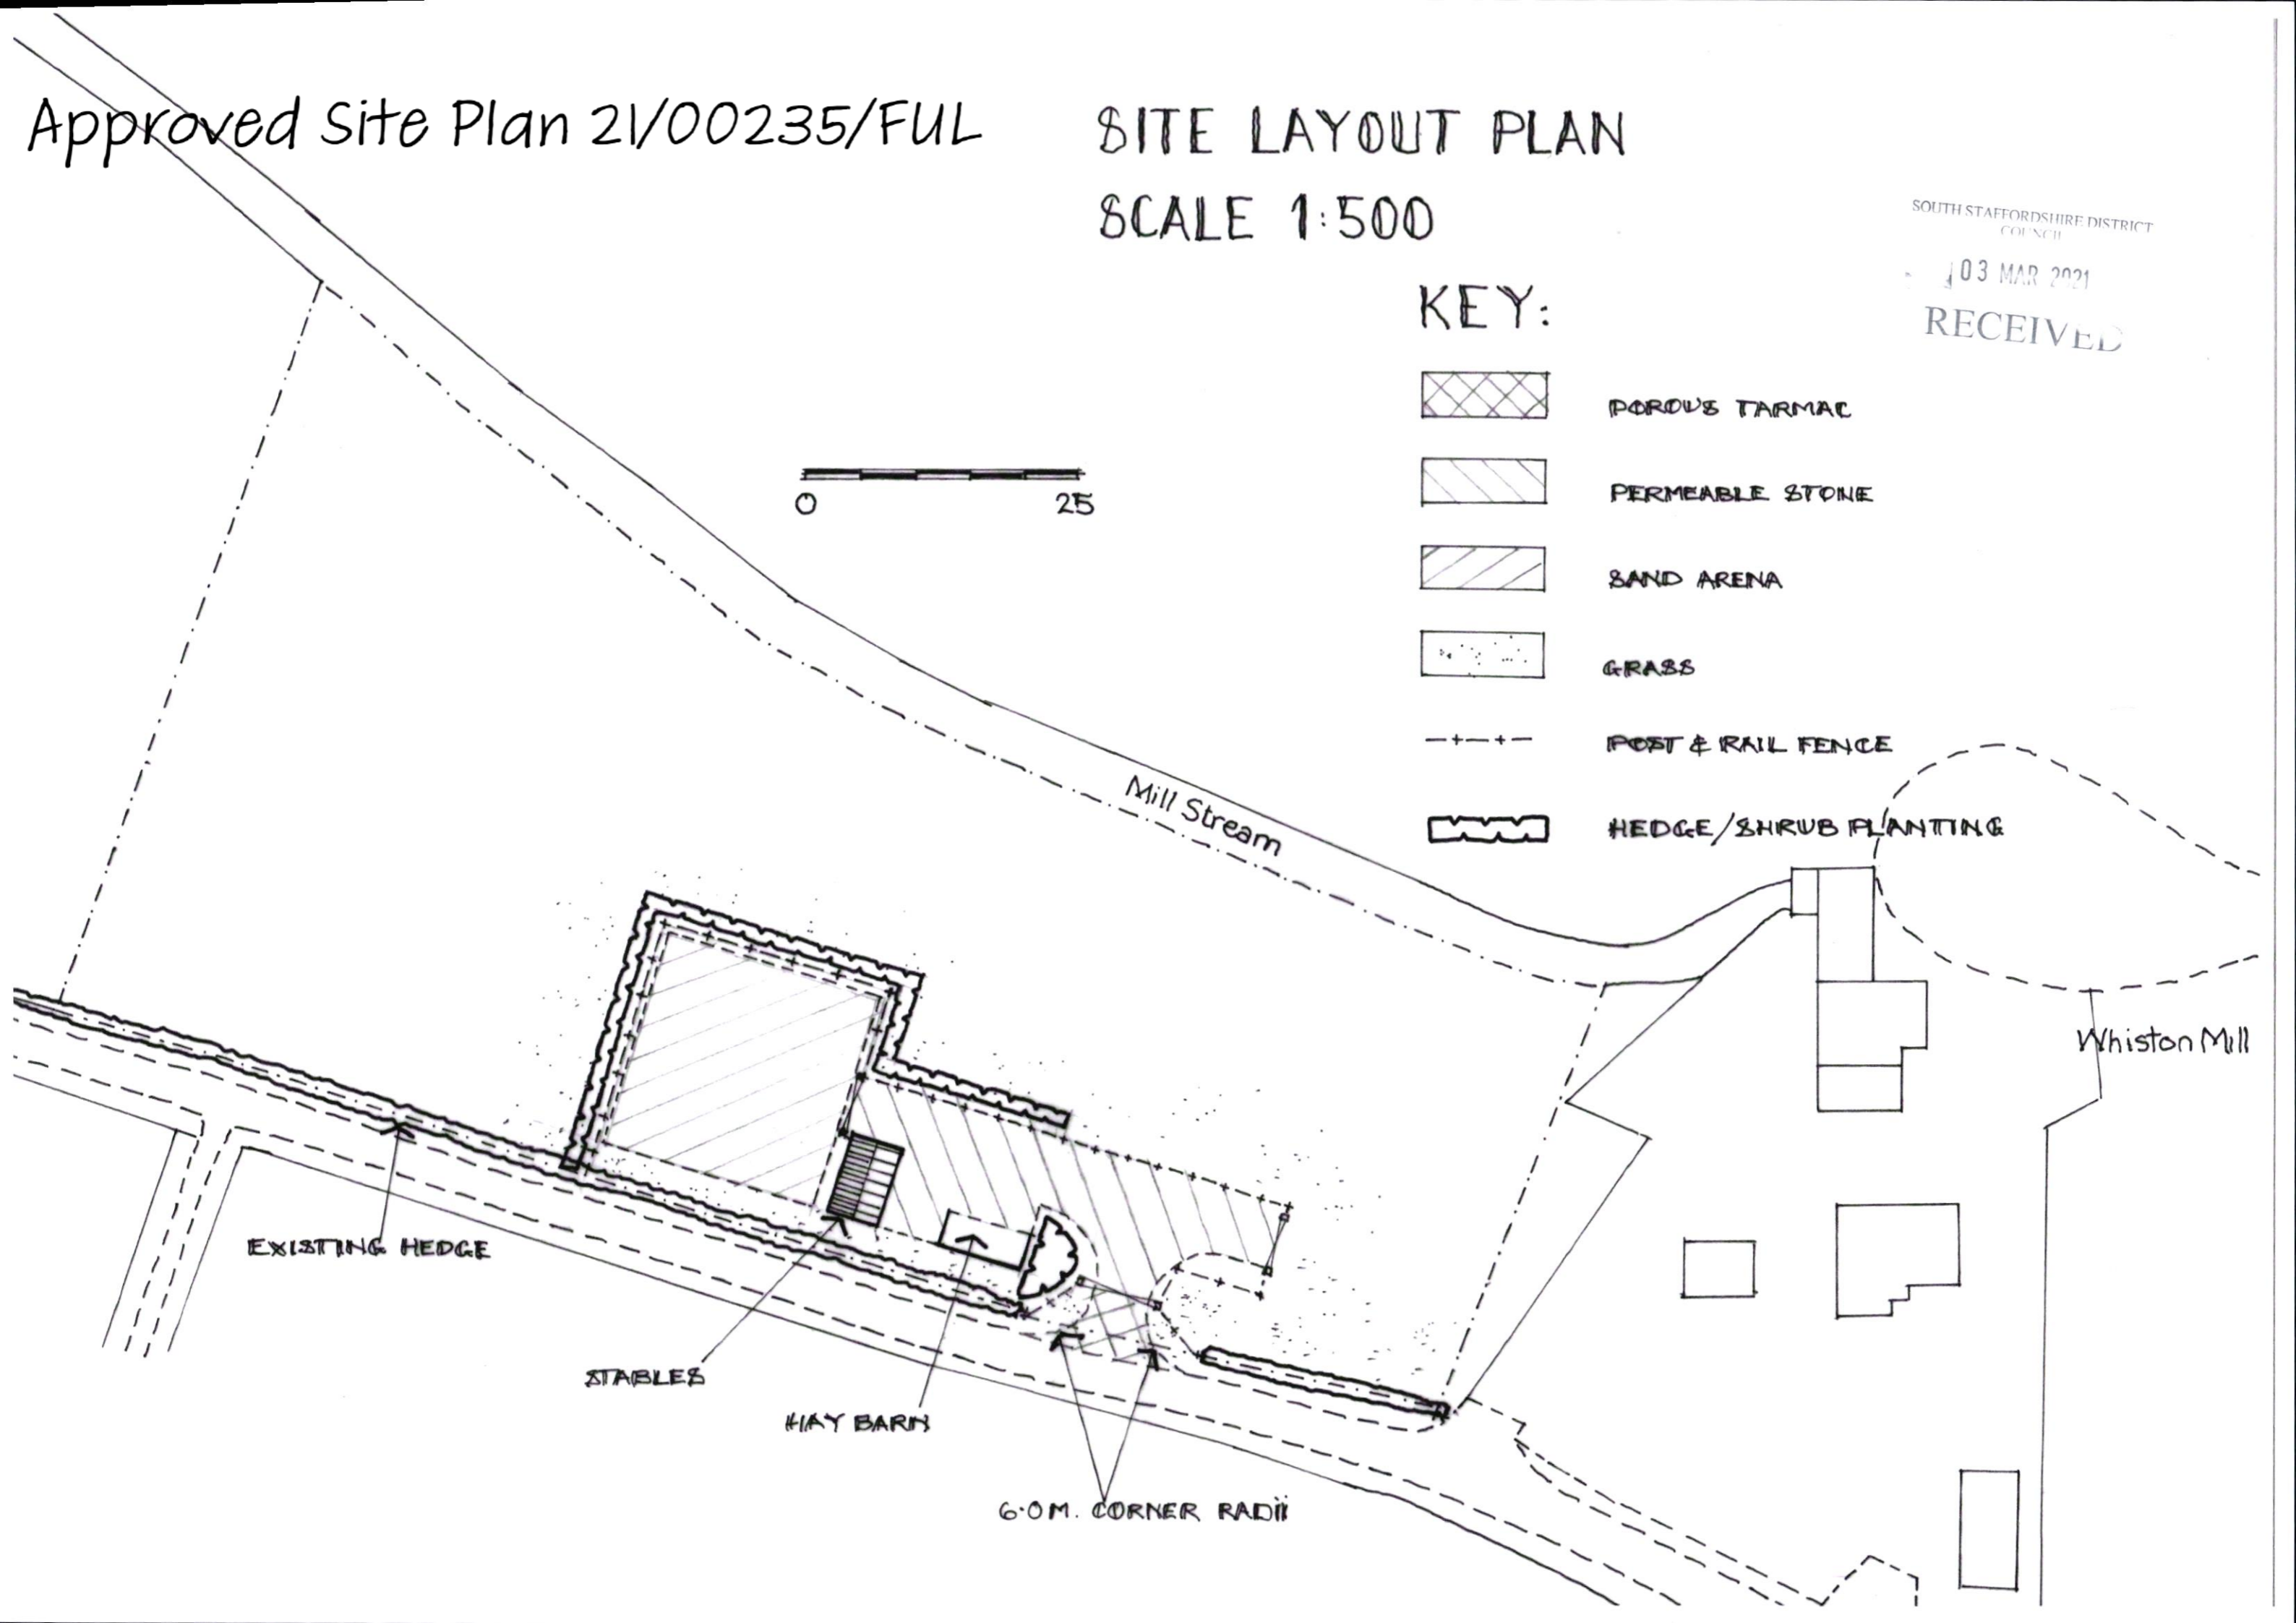 Approved Site Plan 21/00235/FUL
SITE LAYOUT PLAN
SCALE 1:500
SOUTH STAFFORDSHIRE DISTRICT
COUNCIL
03 MAR 2021
RECEIVED
KEY:
POROUS TARMAC
PERMEABLE STONE
SAND ARENA
GRASS
POST & RAIL FENCE
HEDGE/SHRUB PLANTING
0 25
Mill Stream
Whiston Mill
EXISTING HEDGE
STABLES
HAY BARN
6.0M. CORNER RADII